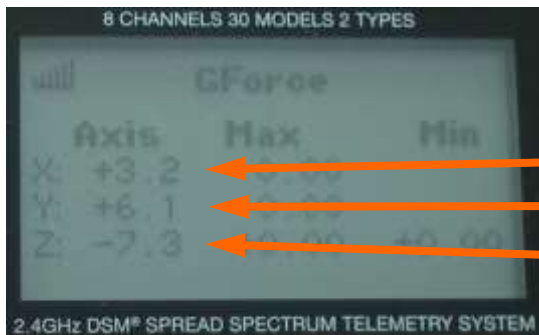 8 CHANNELS 30 MODELS 2 TYPES
GForce
Axis Max Min
X: +3.2
Y: +6.1
Z: -7.3 +0.00
2.4GHz DSM® SPREAD SPECTRUM TELEMETRY SYSTEM